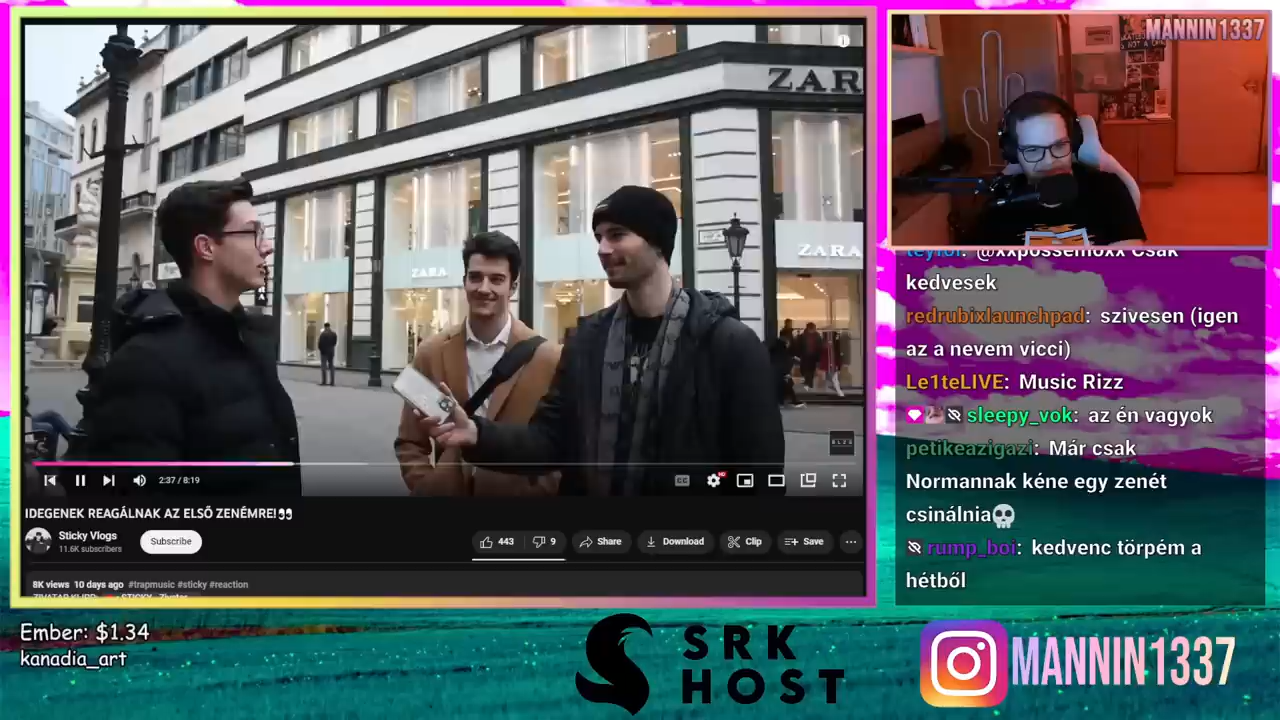 ZARA
ZARA
ZARA
2:37 / 8:19
CC
HD
IDEGENEK REAGÁLNAK AZ ELSŐ ZENÉMRE!👀
Sticky Vlogs
11.6K subscribers
Subscribe
443
9
Share
Download
Clip
Save
8K views 10 days ago #trapmusic #sticky #reaction
Ember: $1.34
kanadia_art
SRK
HOST
MANNIN1337
MANNIN1337
kedvesek
redrubixlaunchpad: szivesen (igen
az a nevem vicci)
Le1teLIVE: Music Rizz
sleepy_vok: az én vagyok
petikeazigazi: Már csak
Normannak kéne egy zenét
csinálnia💀
rump_boi: kedvenc törpém a
hétből